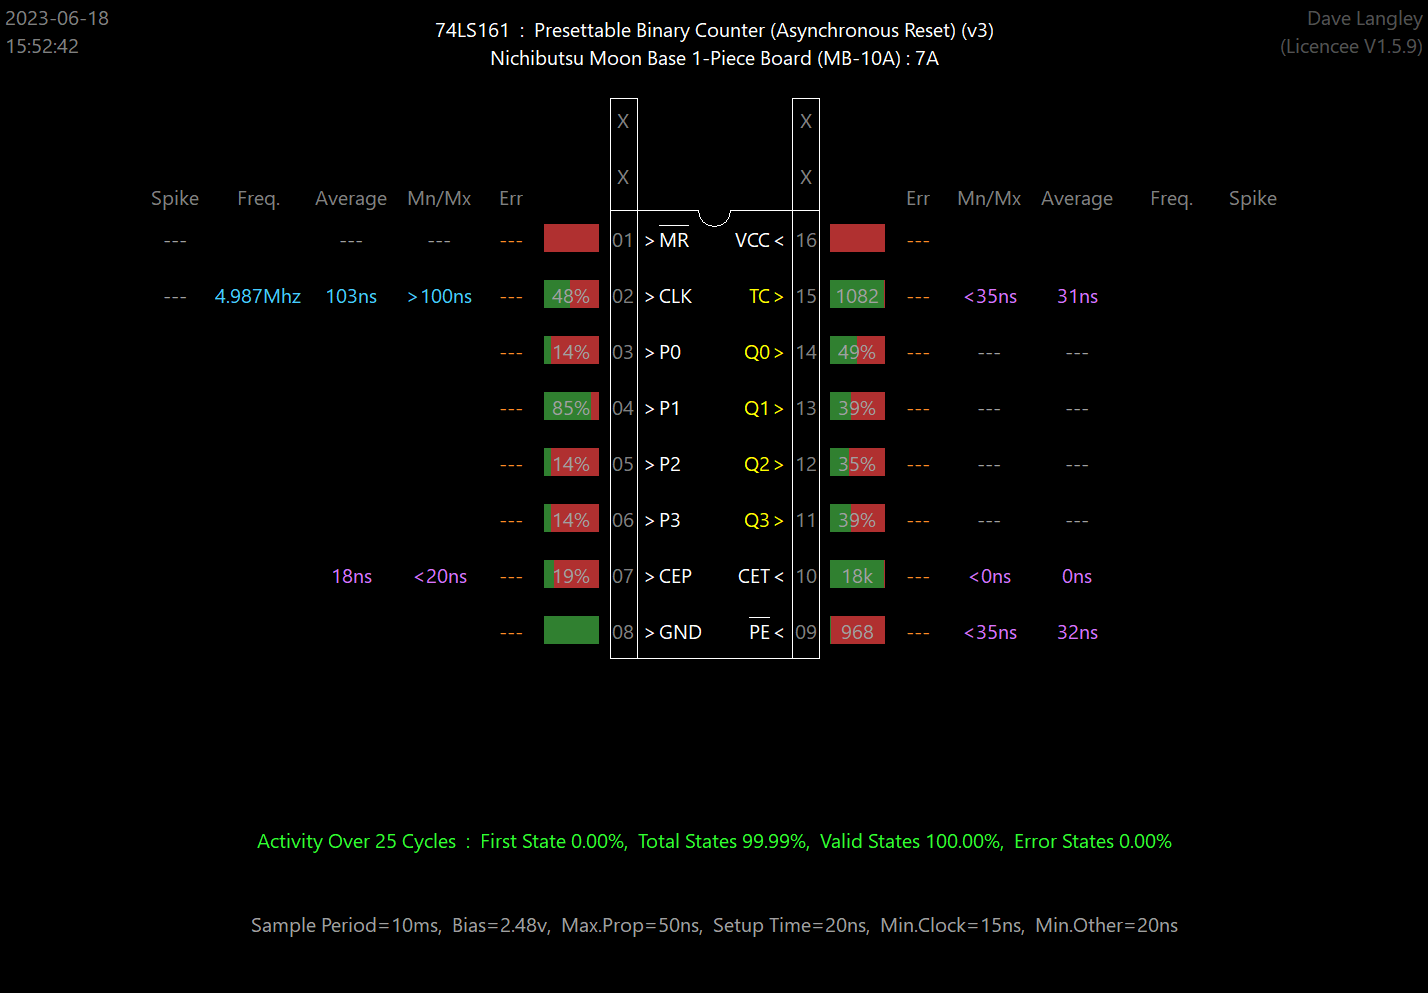 2023-06-18
15:52:42
74LS161 : Presettable Binary Counter (Asynchronous Reset) (v3)
Nichibutsu Moon Base 1-Piece Board (MB-10A) : 7A
Dave Langley
(Licencee V1.5.9)
X X
X X
Spike Freq. Average Mn/Mx Err Err Mn/Mx Average Freq. Spike
--- --- --- --- 01 >MR VCC< 16 ---
--- 4.987Mhz 103ns >100ns --- 48% 02 >CLK TC> 15 1082 --- <35ns 31ns
--- 14% 03 >P0 Q0> 14 49% --- --- ---
--- 85% 04 >P1 Q1> 13 39% --- --- ---
--- 14% 05 >P2 Q2> 12 35% --- --- ---
--- 14% 06 >P3 Q3> 11 39% --- --- ---
18ns <20ns --- 19% 07 >CEP CET< 10 18k --- <0ns 0ns
--- 08 >GND PE< 09 968 --- <35ns 32ns
Activity Over 25 Cycles : First State 0.00%, Total States 99.99%, Valid States 100.00%, Error States 0.00%
Sample Period=10ms, Bias=2.48v, Max.Prop=50ns, Setup Time=20ns, Min.Clock=15ns, Min.Other=20ns